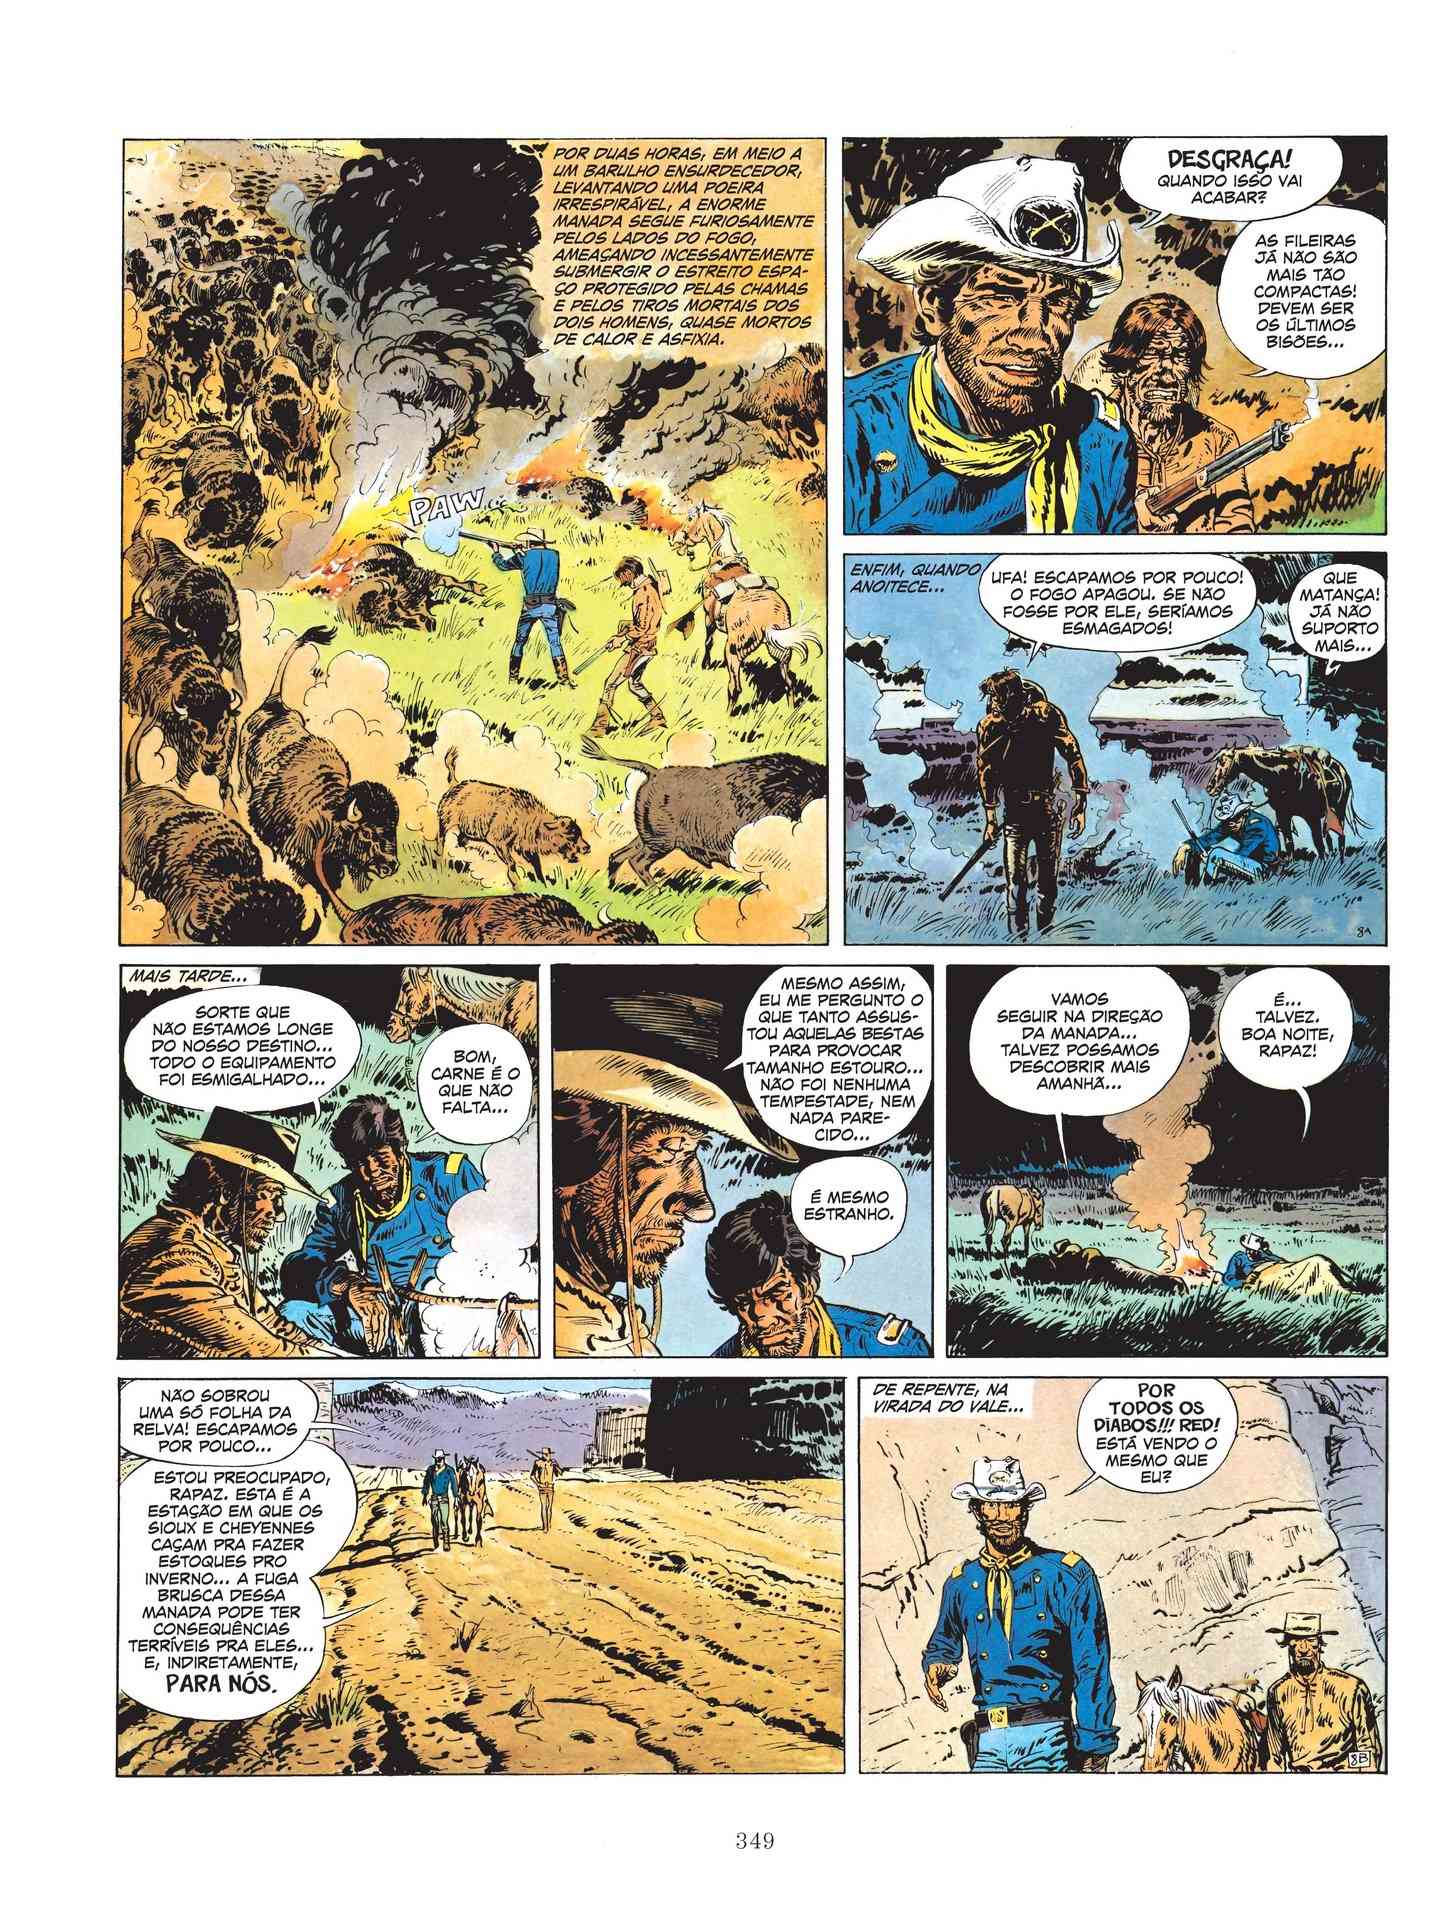 POR DUAS HORAS, EM MEIO A
UM BARULHO ENSURDECEDOR,
LEVANTANDO UMA POEIRA
IRRESPIRÁVEL, A ENORME
MANADA SEGUE FURIOSAMENTE
PELOS LADOS DO FOGO,
AMEAÇANDO INCESSANTEMENTE
SUBMERGIR O ESTREITO ESPA-
ÇO PROTEGIDO PELAS CHAMAS
E PELOS TIROS MORTAIS DOS
DOIS HOMENS, QUASE MORTOS
DE CALOR E ASFIXIA.
PAW
DESGRAÇA!
QUANDO ISSO VAI
ACABAR?
AS FILEIRAS
JÁ NÃO SÃO
MAIS TÃO
COMPACTAS!
DEVEM SER
OS ÚLTIMOS
BISÕES...
ENFIM, QUANDO
ANOITECE...
UFA! ESCAPAMOS POR POUCO!
O FOGO APAGOU. SE NÃO
FOSSE POR ELE, SERÍAMOS
ESMAGADOS!
QUE
MATANÇA!
JÁ NÃO
SUPORTO
MAIS...
8A
MAIS TARDE...
SORTE QUE
NÃO ESTAMOS LONGE
DO NOSSO DESTINO...
TODO O EQUIPAMENTO
FOI ESMIGALHADO...
BOM,
CARNE É O
QUE NÃO
FALTA...
MESMO ASSIM,
EU ME PERGUNTO O
QUE TANTO ASSUS-
TOU AQUELAS BESTAS
PARA PROVOCAR
TAMANHO ESTOURO...
NÃO FOI NENHUMA
TEMPESTADE, NEM
NADA PARE-
CIDO...
É MESMO
ESTRANHO.
VAMOS
SEGUIR NA DIREÇÃO
DA MANADA...
TALVEZ POSSAMOS
DESCOBRIR MAIS
AMANHÃ...
É...
TALVEZ.
BOA NOITE,
RAPAZ!
NÃO SOBROU
UMA SÓ FOLHA DA
RELVA! ESCAPAMOS
POR POUCO...
ESTOU PREOCUPADO,
RAPAZ. ESTA É A
ESTAÇÃO EM QUE OS
SIOUX E CHEYENNES
CAÇAM PRA FAZER
ESTOQUES PRO
INVERNO... A FUGA
BRUSCA DESSA
MANADA PODE TER
CONSEQUÊNCIAS
TERRÍVEIS PRA ELES...
E, INDIRETAMENTE,
PARA NÓS.
DE REPENTE, NA
VIRADA DO VALE...
POR
TODOS OS
DIABOS!!! RED!
ESTÁ VENDO O
MESMO QUE
EU?
8B
349